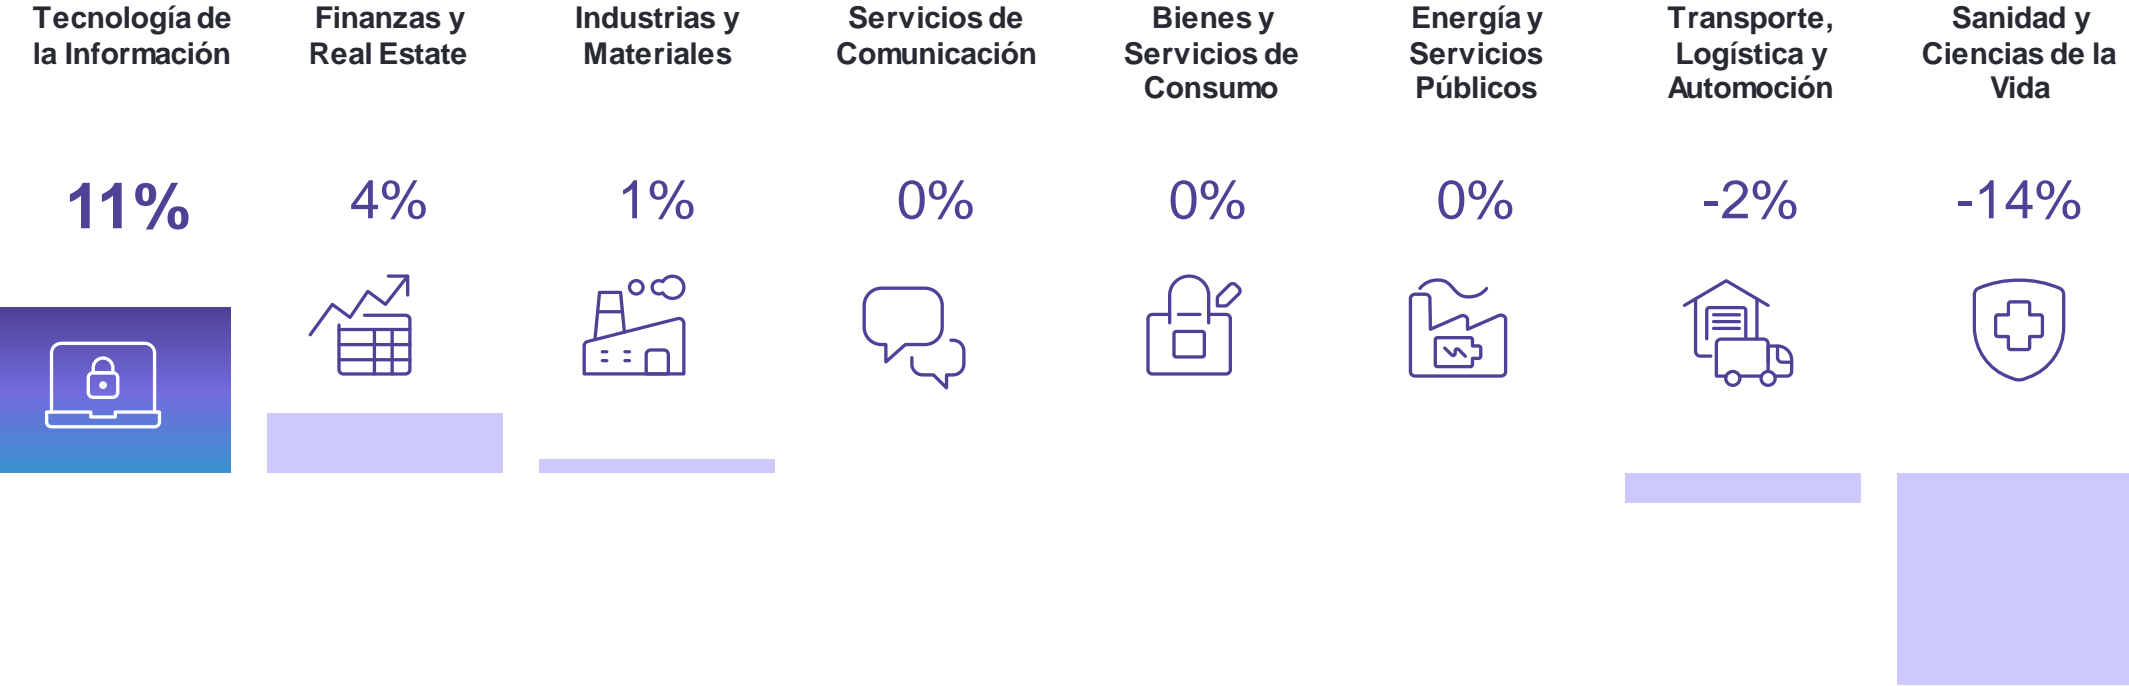 Tecnología de
la Información
Finanzas y
Real Estate
Industrias y
Materiales
Servicios de
Comunicación
Bienes y
Servicios de
Consumo
Energía y
Servicios
Públicos
Transporte,
Logística y
Automoción
Sanidad y
Ciencias de la
Vida
11%
4%
1%
0%
0%
0%
-2%
-14%